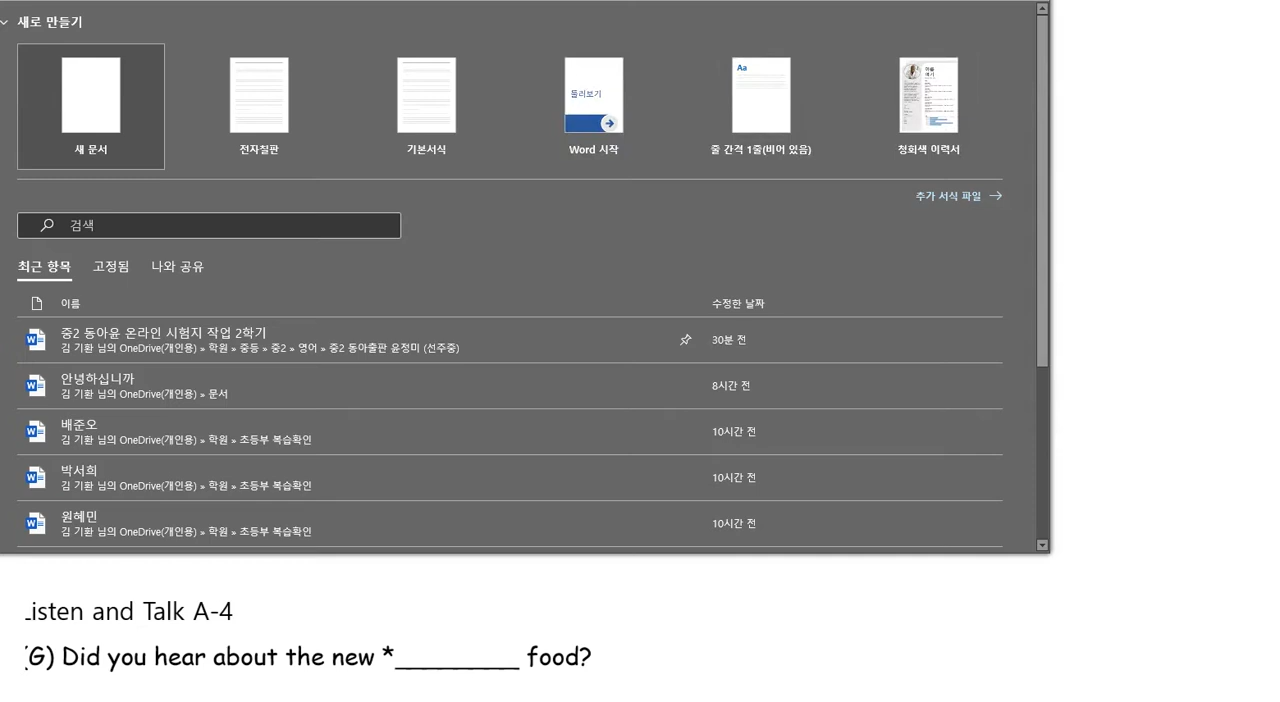 새로 만들기
Aa
둘러보기
새 문서
전자칠판
기본서식
Word 시작
줄 간격 1줄(비어 있음)
청회색 이력서
추가 서식 파일
검색
최근 항목 고정됨 나와 공유
이름 수정한 날짜
중2 동아윤 온라인 시험지 작업 2학기
김 기환 님의 OneDrive(개인용) » 학원 » 중등 » 중2 » 영어 » 중2 동아출판 윤정미 (선주중)
30분 전
안녕하십니까
김 기환 님의 OneDrive(개인용) » 문서
8시간 전
배준오
김 기환 님의 OneDrive(개인용) » 학원 » 초등부 복습확인
10시간 전
박서희
김 기환 님의 OneDrive(개인용) » 학원 » 초등부 복습확인
10시간 전
원혜민
김 기환 님의 OneDrive(개인용) » 학원 » 초등부 복습확인
10시간 전
Listen and Talk A-4
(G) Did you hear about the new *_________ food?